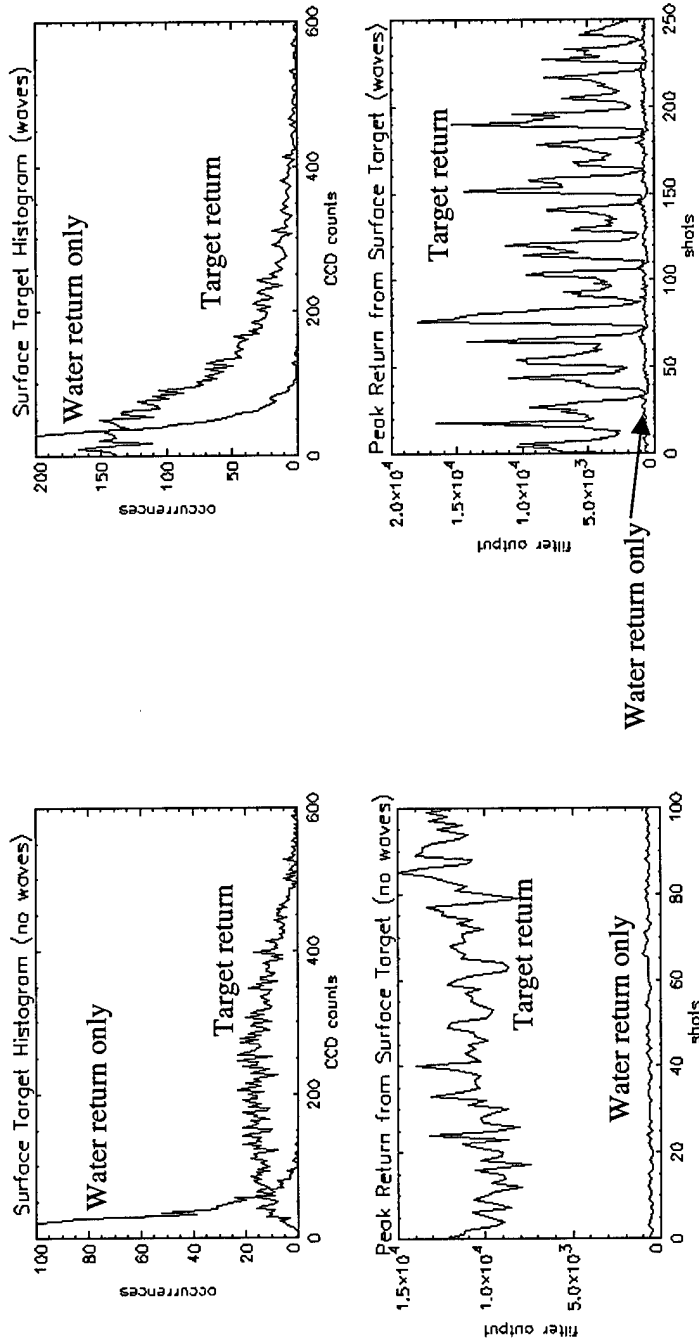 Surface Target Histogram (no waves)
100
80
60
40
20
0
occurrences
Water return only
Target return
0
200
400
600
CCD counts
Surface Target Histogram (waves)
200
150
100
50
0
occurrences
Water return only
Target return
0
200
400
600
CCD counts
Peak Return from Surface Target (no waves)
1.5×10⁴
1.0×10⁴
5.0×10³
0
filter output
Target return
Water return only
0
20
40
60
80
100
shots
Peak Return from Surface Target (waves)
2.0×10⁴
1.5×10⁴
1.0×10⁴
5.0×10³
0
filter output
Target return
Water return only
0
50
100
150
200
250
shots